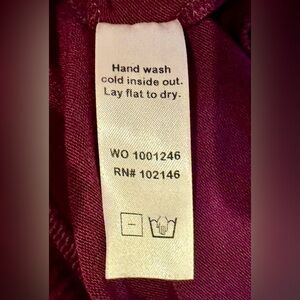 Hand wash
cold inside out.
Lay flat to dry.
WO 1001246
RN# 102146